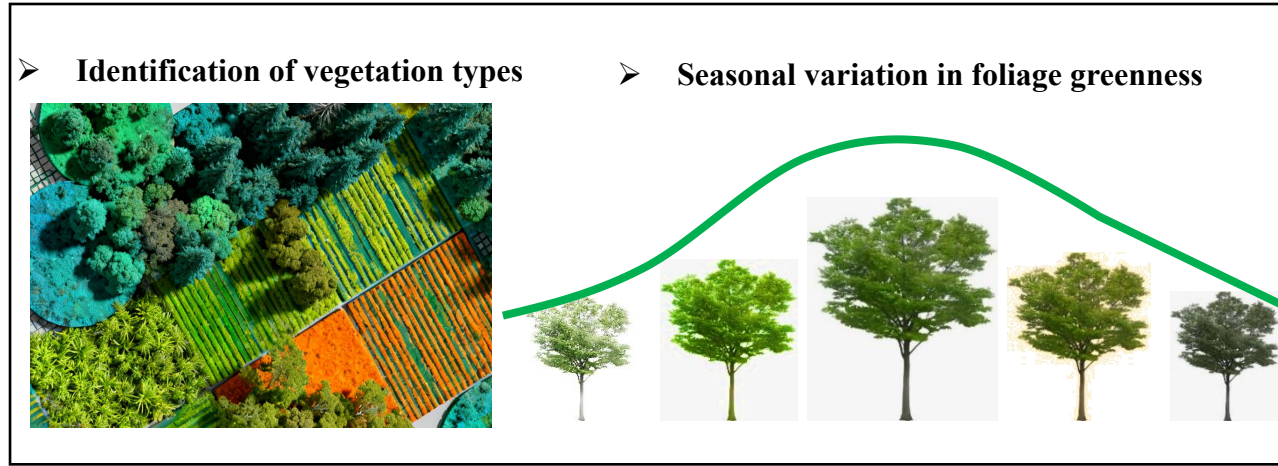 ➢ Identification of vegetation types
➢ Seasonal variation in foliage greenness